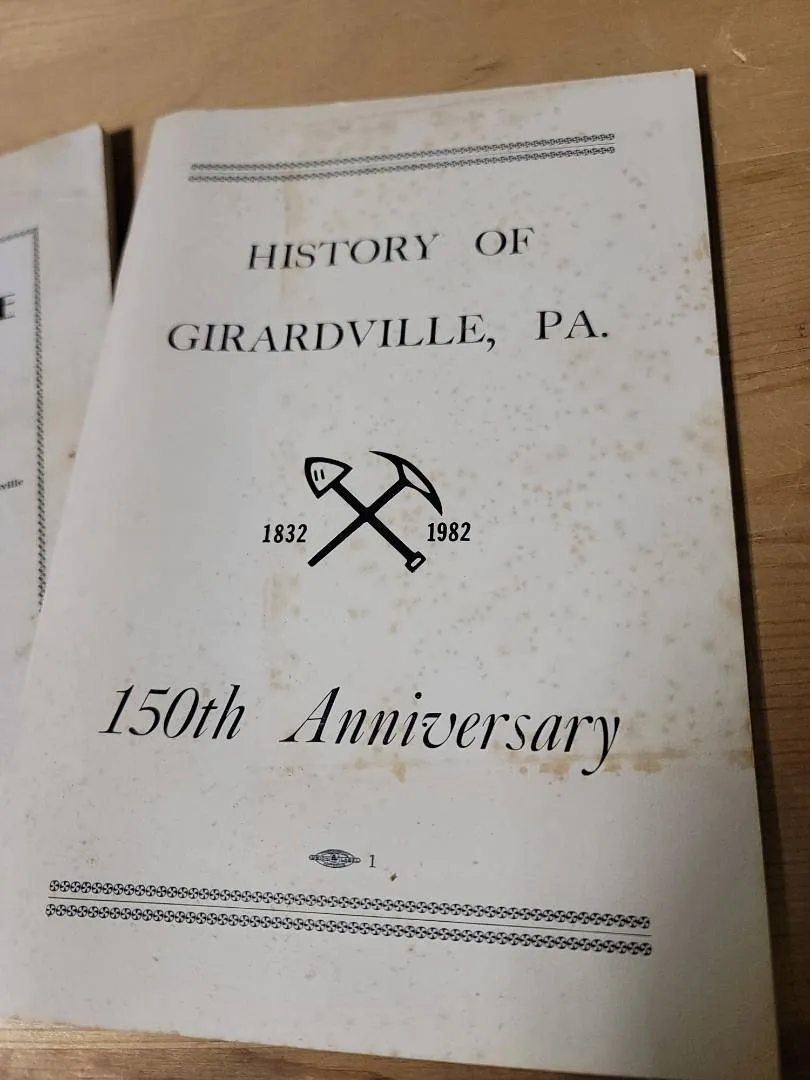 HISTORY OF
GIRARDVILLE, PA.
1832 1982
150th Anniversary
1